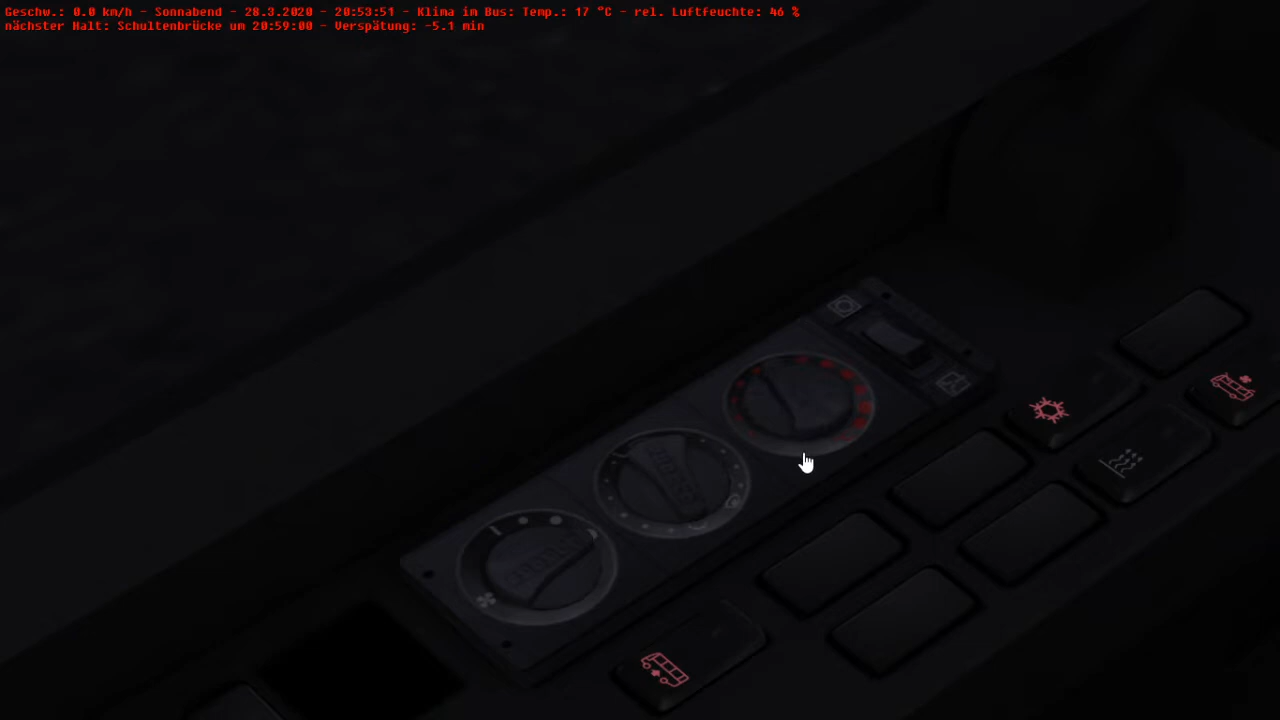 Geschw.: 0.0 km/h - Sonnabend - 28.3.2020 - 20:53:51 - Klima im Bus: Temp.: 17 °C - rel. Luftfeuchte: 46 %
nächster Halt: Schultenbrücke um 20:59:00 - Verspätung: -5.1 min